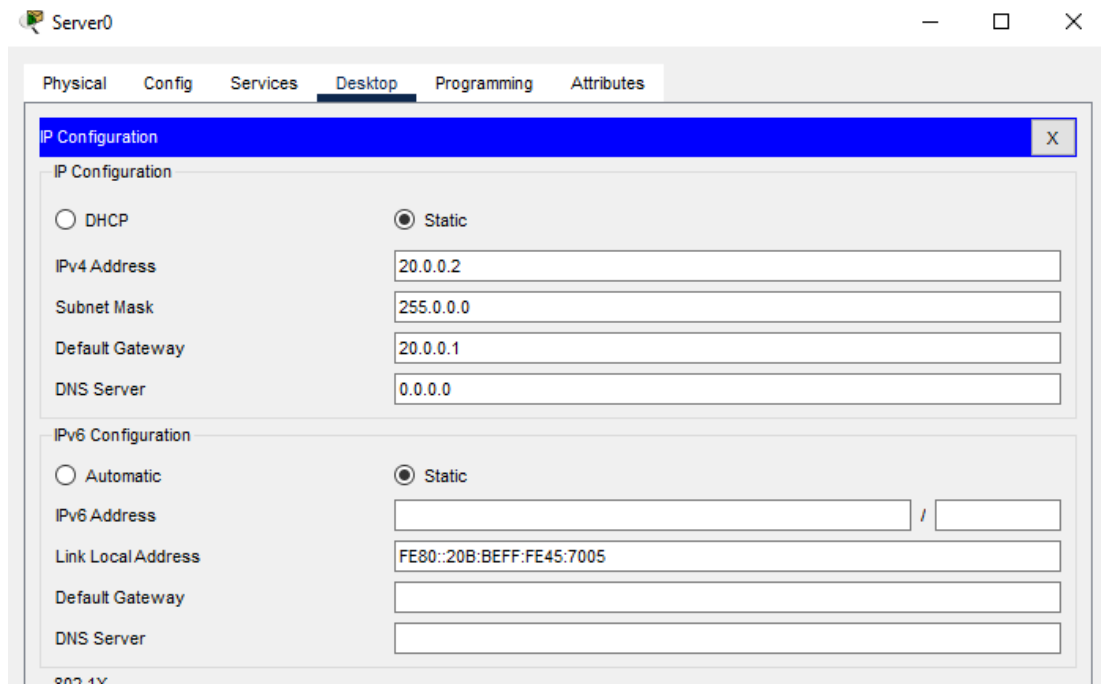 Server0
Physical Config Services Desktop Programming Attributes
IP Configuration X
IP Configuration
DHCP Static
IPv4 Address 20.0.0.2
Subnet Mask 255.0.0.0
Default Gateway 20.0.0.1
DNS Server 0.0.0.0
IPv6 Configuration
Automatic Static
IPv6 Address /
Link Local Address FE80::20B:BEFF:FE45:7005
Default Gateway
DNS Server
802.1X